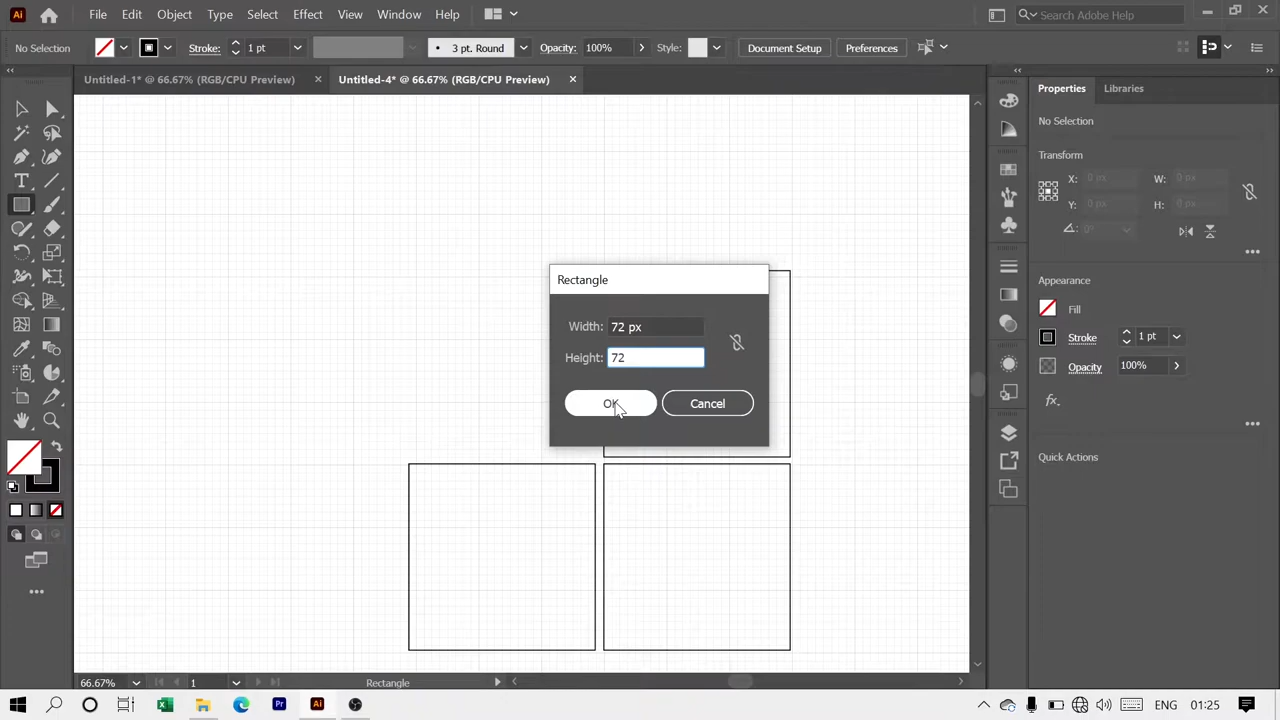 Ai File Edit Object Type Select Effect View Window Help Search Adobe Help
No Selection Stroke: 1 pt 3 pt. Round Opacity: 100% Style: Document Setup Preferences
Untitled-1* @ 66.67% (RGB/CPU Preview) Untitled-4* @ 66.67% (RGB/CPU Preview)
Properties Libraries
No Selection
Transform
X: 0 px W: 0 px
Y: 0 px H: 0 px
0°
Appearance
Fill
Stroke 1 pt
Opacity 100%
fx.
Quick Actions
Rectangle
Width: 72 px
Height: 72
OK Cancel
66.67% 1 Rectangle
Pr Ai ENG 01:25